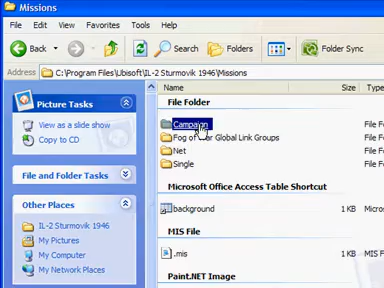 Missions
File Edit View Favorites Tools Help
Back Search Folders Folder Sync
Address C:\Program Files\Ubisoft\IL-2 Sturmovik 1946\Missions
Name Size Type
Picture Tasks
View as a slide show
Copy to CD
File and Folder Tasks
Other Places
IL-2 Sturmovik 1946
My Pictures
My Computer
My Network Places
File Folder
Campaign File Fo
Fog of War Global Link Groups File Fo
Net File Fo
Single File Fo
Microsoft Office Access Table Shortcut
background 1 KB Micros
MIS File
.mis 1 KB MIS F
Paint.NET Image